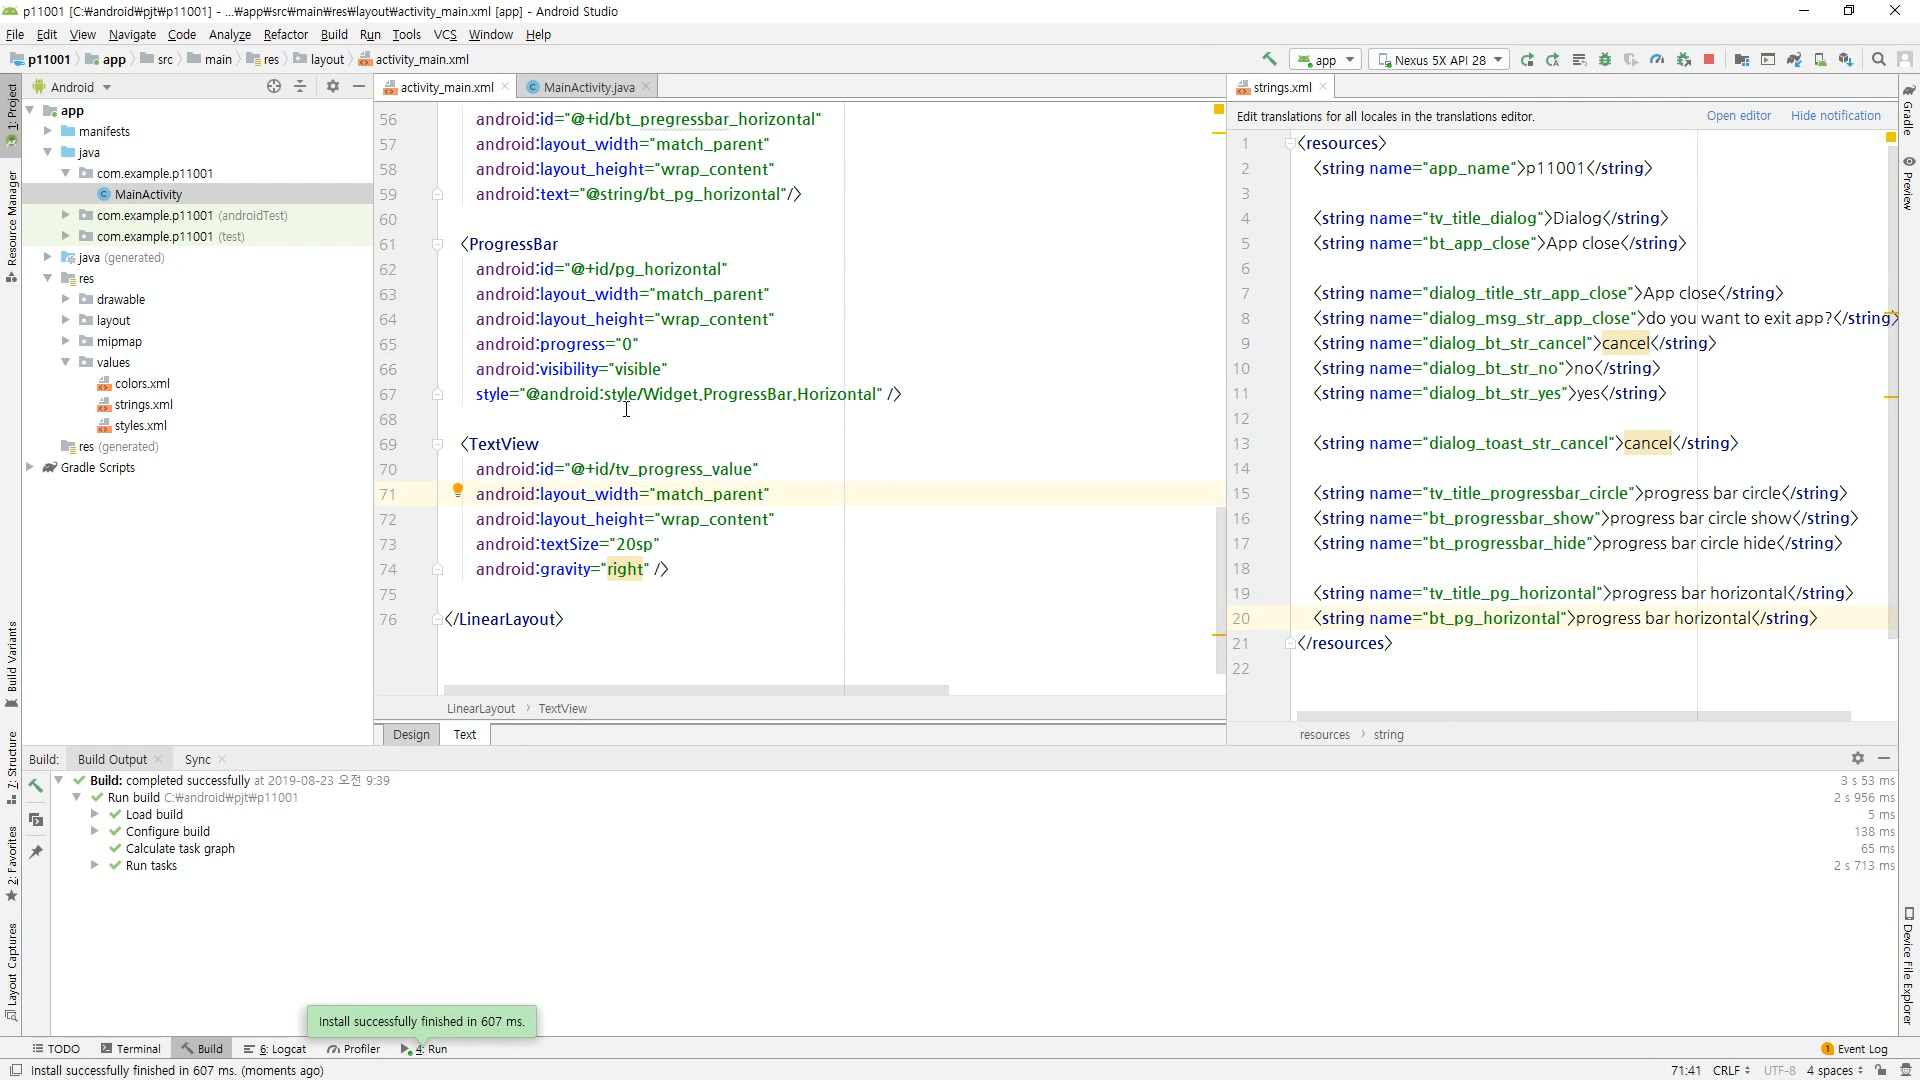 p11001 [C:₩android₩pjt₩p11001] - ...₩app₩src₩main₩res₩layout₩activity_main.xml [app] - Android Studio
File Edit View Navigate Code Analyze Refactor Build Run Tools VCS Window Help
p11001 app src main res layout activity_main.xml
app Nexus 5X API 28
1: Project
Resource Manager
Build Variants
7: Structure
2: Favorites
Layout Captures
Android
app
manifests
java
com.example.p11001
MainActivity
com.example.p11001 (androidTest)
com.example.p11001 (test)
java (generated)
res
drawable
layout
mipmap
values
colors.xml
strings.xml
styles.xml
res (generated)
Gradle Scripts
activity_main.xml MainActivity.java
56 android:id="@+id/bt_pregressbar_horizontal"
57 android:layout_width="match_parent"
58 android:layout_height="wrap_content"
59 android:text="@string/bt_pg_horizontal"/>
60
61 <ProgressBar
62 android:id="@+id/pg_horizontal"
63 android:layout_width="match_parent"
64 android:layout_height="wrap_content"
65 android:progress="0"
66 android:visibility="visible"
67 style="@android:style/Widget.ProgressBar.Horizontal" />
68
69 <TextView
70 android:id="@+id/tv_progress_value"
71 android:layout_width="match_parent"
72 android:layout_height="wrap_content"
73 android:textSize="20sp"
74 android:gravity="right" />
75
76 </LinearLayout>
LinearLayout › TextView
Design Text
strings.xml
Edit translations for all locales in the translations editor. Open editor Hide notification
1 <resources>
2 <string name="app_name">p11001</string>
3
4 <string name="tv_title_dialog">Dialog</string>
5 <string name="bt_app_close">App close</string>
6
7 <string name="dialog_title_str_app_close">App close</string>
8 <string name="dialog_msg_str_app_close">do you want to exit app?</string>
9 <string name="dialog_bt_str_cancel">cancel</string>
10 <string name="dialog_bt_str_no">no</string>
11 <string name="dialog_bt_str_yes">yes</string>
12
13 <string name="dialog_toast_str_cancel">cancel</string>
14
15 <string name="tv_title_progressbar_circle">progress bar circle</string>
16 <string name="bt_progressbar_show">progress bar circle show</string>
17 <string name="bt_progressbar_hide">progress bar circle hide</string>
18
19 <string name="tv_title_pg_horizontal">progress bar horizontal</string>
20 <string name="bt_pg_horizontal">progress bar horizontal</string>
21 </resources>
22
resources › string
Gradle
Preview
Device File Explorer
Build: Build Output Sync
Build: completed successfully at 2019-08-23 오전 9:39 3 s 53 ms
Run build C:₩android₩pjt₩p11001 2 s 956 ms
Load build 5 ms
Configure build 138 ms
Calculate task graph 65 ms
Run tasks 2 s 713 ms
Install successfully finished in 607 ms.
TODO Terminal Build 6: Logcat Profiler 4: Run 1 Event Log
Install successfully finished in 607 ms. (moments ago) 71:41 CRLF UTF-8 4 spaces